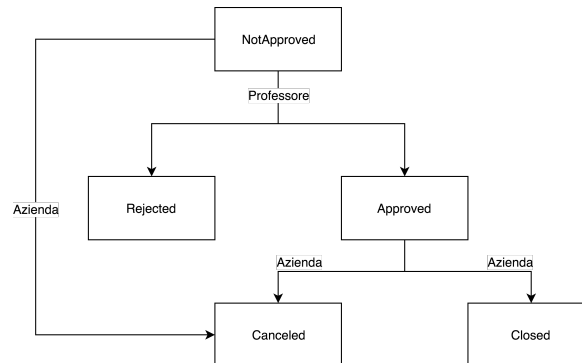 NotApproved
Professore
Rejected
Approved
Azienda
Azienda
Azienda
Canceled
Closed